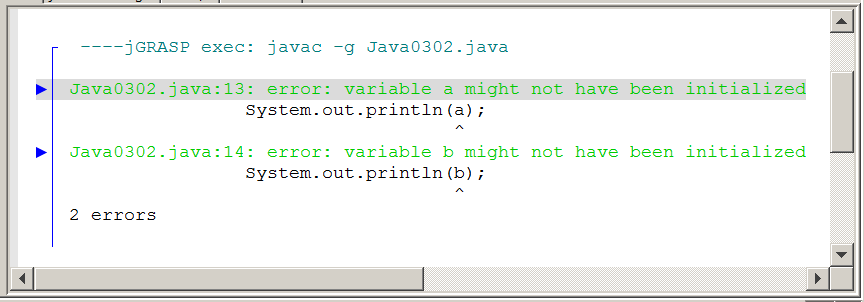 ----jGRASP exec: javac -g Java0302.java
Java0302.java:13: error: variable a might not have been initialized
System.out.println(a);
^
Java0302.java:14: error: variable b might not have been initialized
System.out.println(b);
^
2 errors